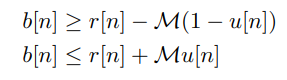 b[n] ≥ r[n] − ℳ(1 − u[n])
b[n] ≤ r[n] + ℳu[n]